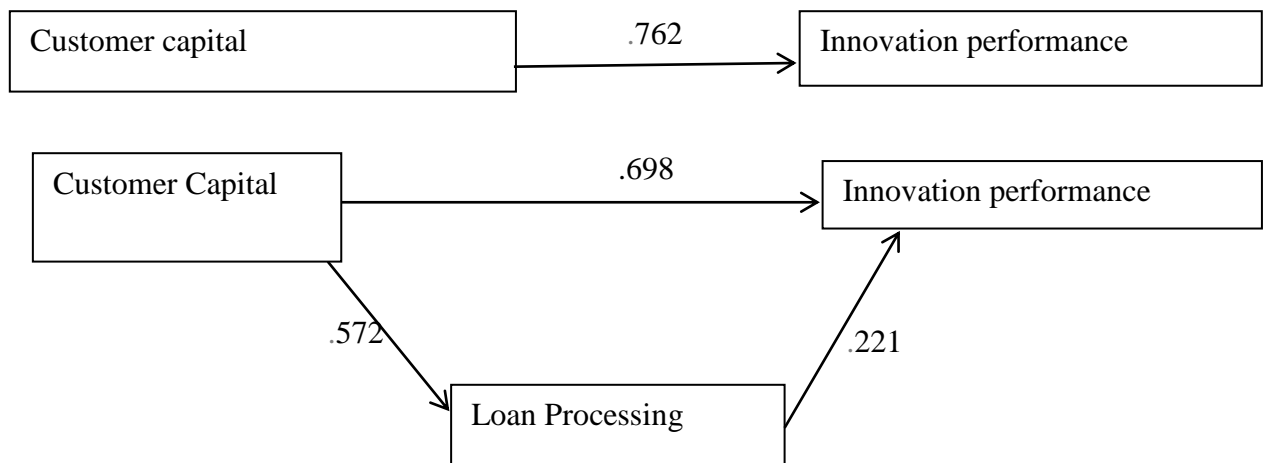 Customer capital
.762
Innovation performance
Customer Capital
.698
Innovation performance
.572
.221
Loan Processing